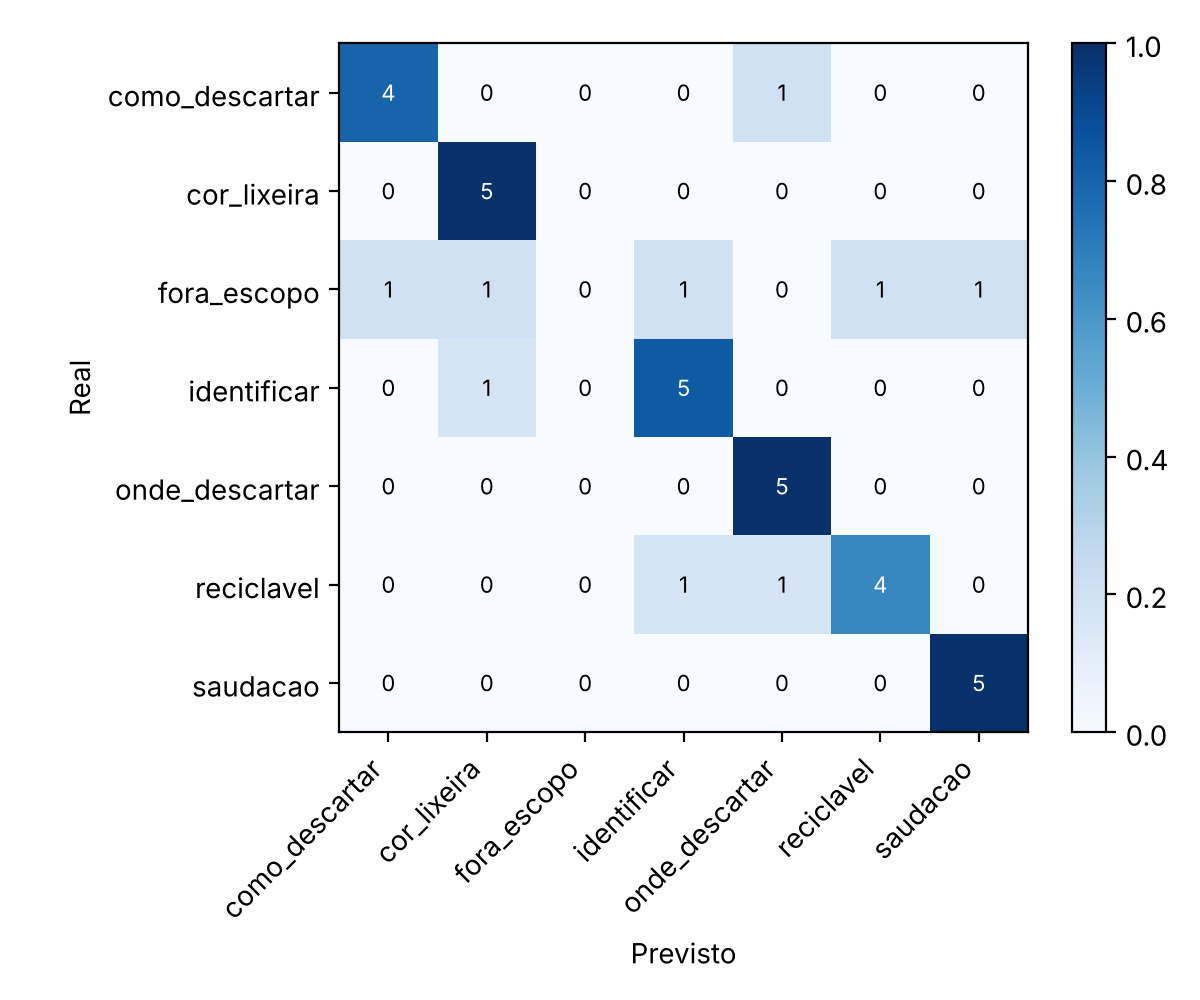 como_descartar 4 0 0 0 1 0 0
cor_lixeira 0 5 0 0 0 0 0
fora_escopo 1 1 0 1 0 1 1
identificar 0 1 0 5 0 0 0
onde_descartar 0 0 0 0 5 0 0
reciclavel 0 0 0 1 1 4 0
saudacao 0 0 0 0 0 0 5
Real
como_descartar
cor_lixeira
fora_escopo
identificar
onde_descartar
reciclavel
saudacao
Previsto
1.0
0.8
0.6
0.4
0.2
0.0